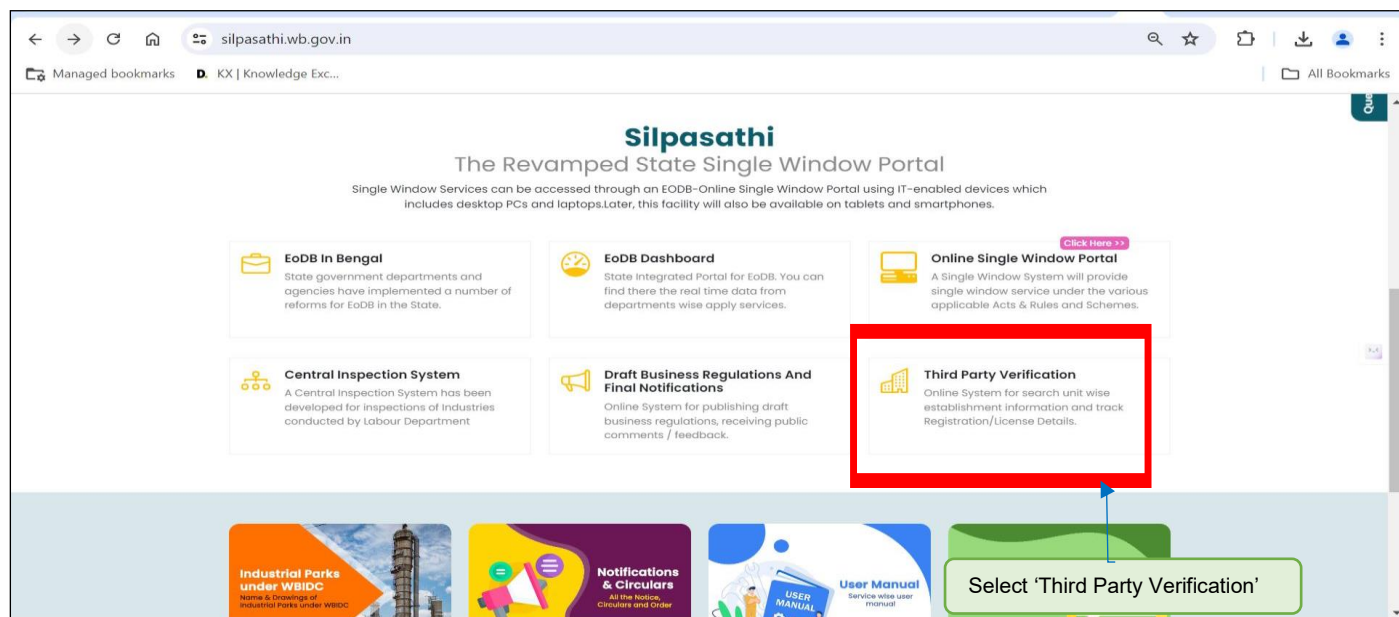 silpasathi.wb.gov.in
Managed bookmarks
D. KX | Knowledge Exc...
All Bookmarks
Silpasathi
The Revamped State Single Window Portal
Single Window Services can be accessed through an EODB-Online Single Window Portal using IT-enabled devices which
includes desktop PCs and laptops.Later, this facility will also be available on tablets and smartphones.
EoDB In Bengal
State government departments and
agencies have implemented a number of
reforms for EoDB in the State.
EoDB Dashboard
State Integrated Portal for EoDB. You can
find there the real time data from
departments wise apply services.
Click Here >>
Online Single Window Portal
A Single Window System will provide
single window service under the various
applicable Acts & Rules and Schemes.
Central Inspection System
A Central Inspection System has been
developed for inspections of Industries
conducted by Labour Department
Draft Business Regulations And
Final Notifications
Online System for publishing draft
business regulations, receiving public
comments / feedback.
Third Party Verification
Online System for search unit wise
establishment information and track
Registration/License Details.
Industrial Parks
under WBIDC
Name & Drawings of
Industrial Parks under WBIDC
Notifications
& Circulars
All the Notice,
Circulars and Order
USER
MANUAL
User Manual
Service wise user
manual
Select ‘Third Party Verification’